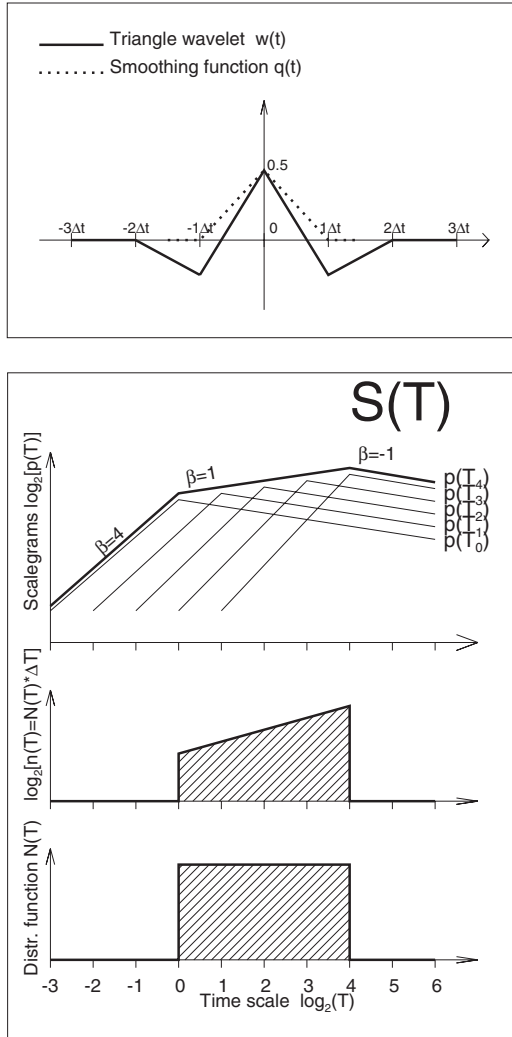 Triangle wavelet w(t)
Smoothing function q(t)
0.5
-3Δt -2Δt -1Δt 0 1Δt 2Δt 3Δt
S(T)
Scalegrams log₂[p(T)]
β=4
β=1
β=-1
p(T₄)
p(T₃)
p(T₂)
p(T₁)
p(T₀)
log₂[n(T)=N(T)*ΔT]
Distr. function N(T)
-3 -2 -1 0 1 2 3 4 5 6
Time scale log₂(T)